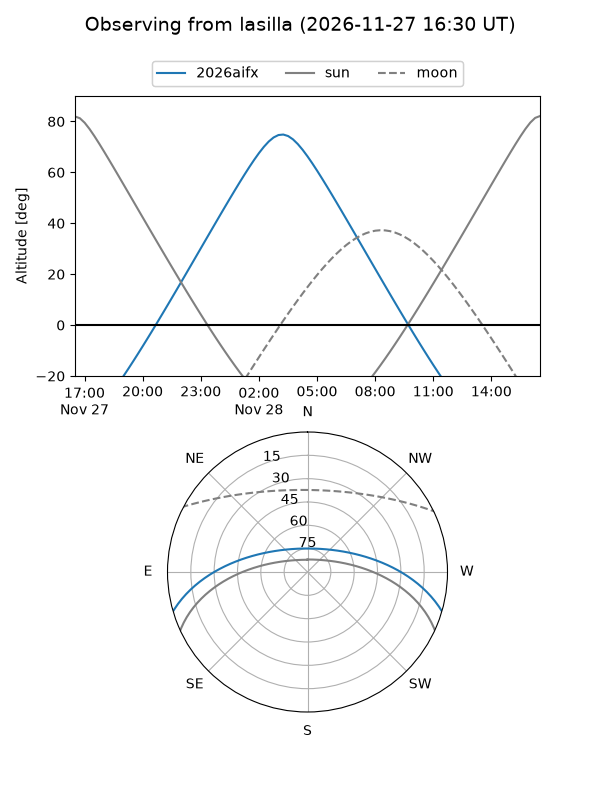 Observing from lasilla (2026-11-27 16:30 UT)
2026aifx sun moon
Altitude [deg]
80
60
40
20
0
−20
17:00 20:00 23:00 02:00 05:00 08:00 11:00 14:00
Nov 27 Nov 28
N
NE NW
15
30
45
60
75
E W
SE SW
S